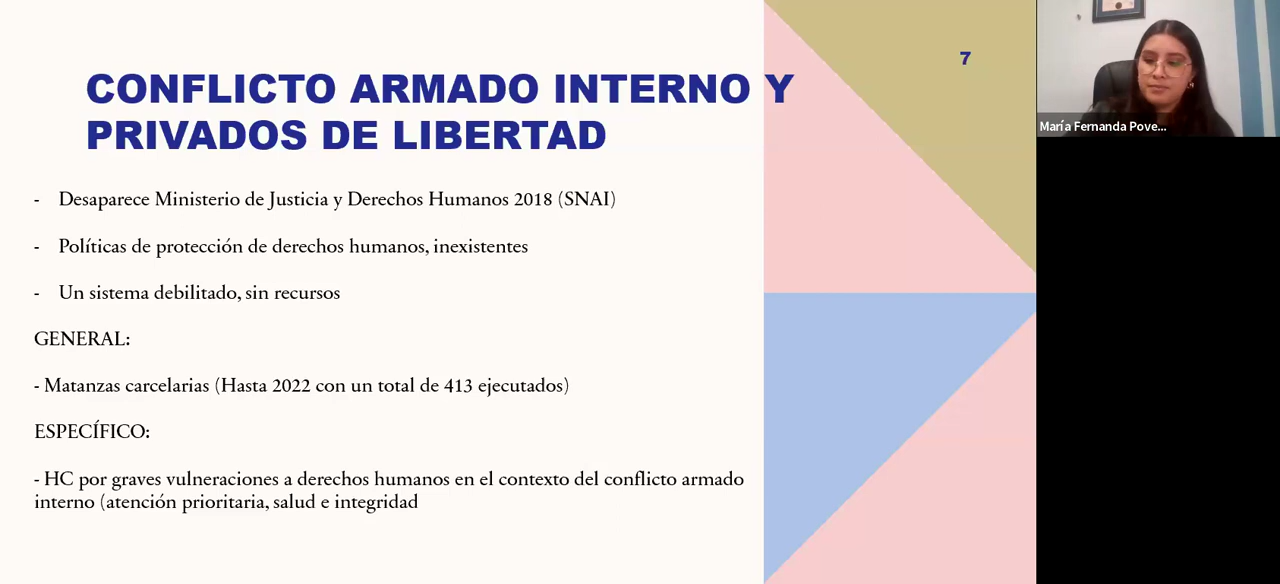 7
CONFLICTO ARMADO INTERNO Y
PRIVADOS DE LIBERTAD
- Desaparece Ministerio de Justicia y Derechos Humanos 2018 (SNAI)
- Políticas de protección de derechos humanos, inexistentes
- Un sistema debilitado, sin recursos
GENERAL:
- Matanzas carcelarias (Hasta 2022 con un total de 413 ejecutados)
ESPECÍFICO:
- HC por graves vulneraciones a derechos humanos en el contexto del conflicto armado
interno (atención prioritaria, salud e integridad
María Fernanda Pove...